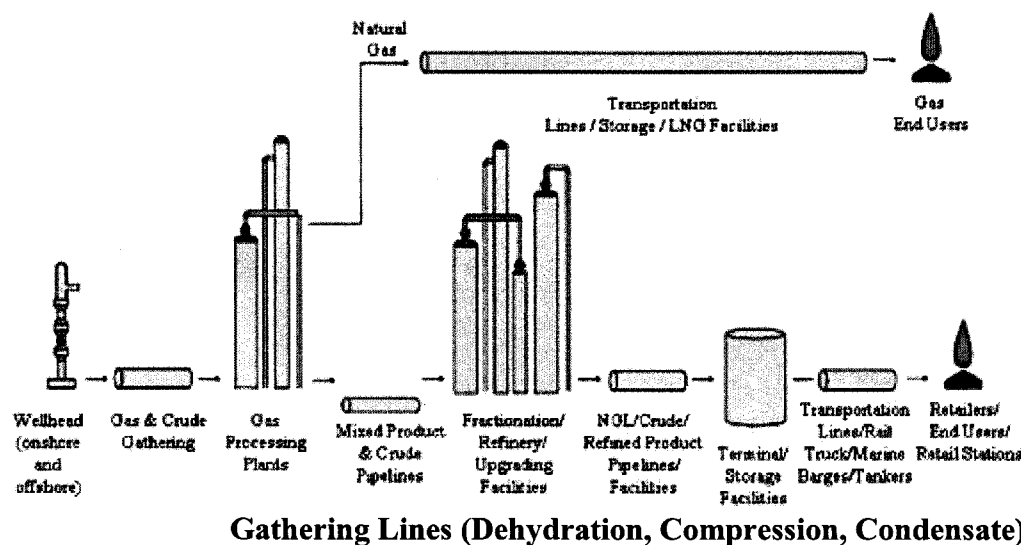 Natural
Gas
Transportation
Lines / Storage / LNG Facilities
Gas
End Users
Wellhead
(onshore
and
offshore)
Gas & Crude
Gathering
Gas
Processing
Plants
Mixed Product
& Crude
Pipelines
Fractionation/
Refinery/
Upgrading
Facilities
NGL/Crude/
Refined Product
Pipelines/
Facilities
Terminal/
Storage
Facilities
Transportation
Lines/Rail
Truck/Marine
Barges/Tankers
Retailers/
End Users/
Retail Stations
Gathering Lines (Dehydration, Compression, Condensate)